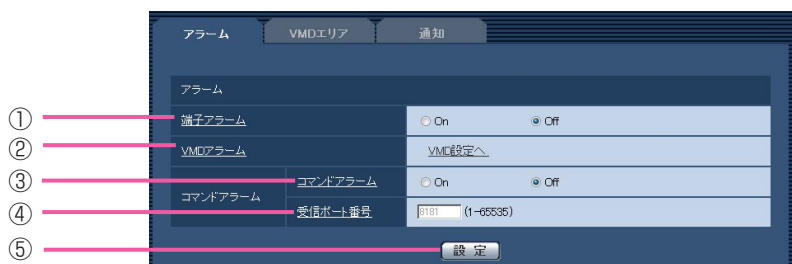 アラーム VMDエリア 通知
アラーム
① 端子アラーム On Off
② VMDアラーム VMD設定へ
コマンドアラーム
③ コマンドアラーム On Off
④ 受信ポート番号 8181 (1-65535)
⑤ 設定